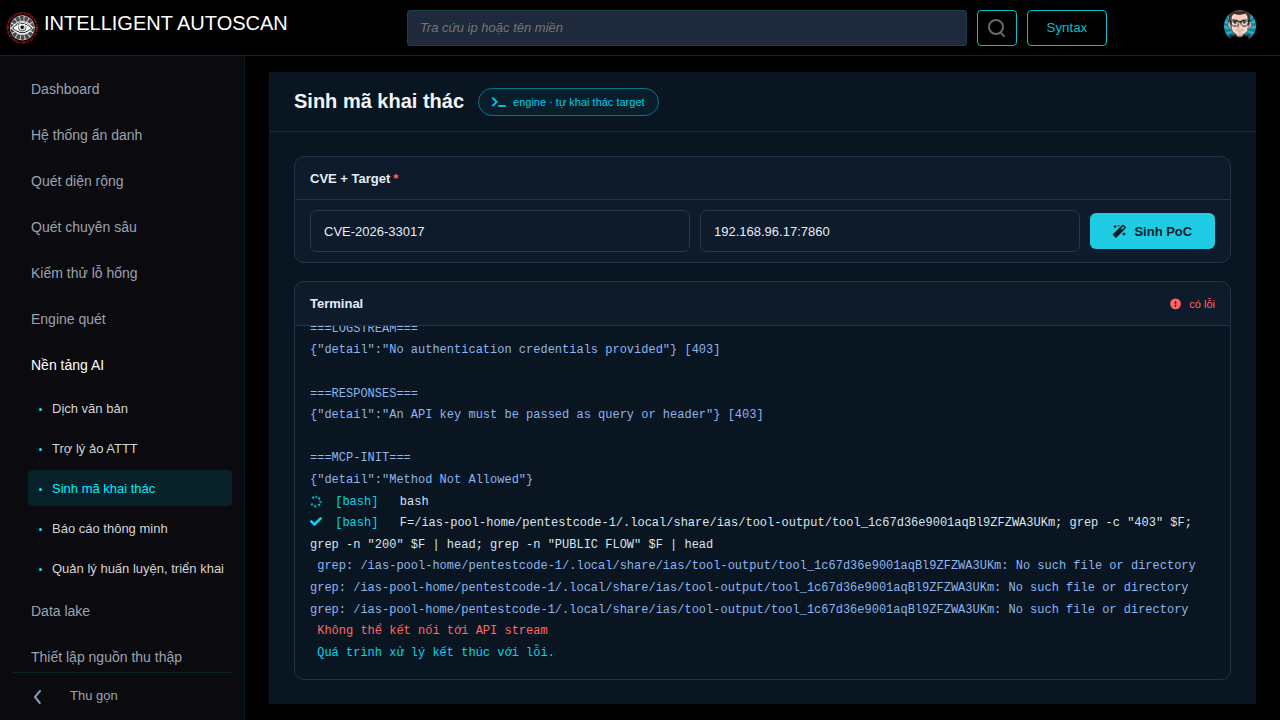 INTELLIGENT AUTOSCAN
Tra cứu ip hoặc tên miền
Syntax
Dashboard
Hệ thống ẩn danh
Quét diện rộng
Quét chuyên sâu
Kiểm thử lỗ hổng
Engine quét
Nền tảng AI
Dịch văn bản
Trợ lý ảo ATTT
Sinh mã khai thác
Báo cáo thông minh
Quản lý huấn luyện, triển khai
Data lake
Thiết lập nguồn thu thập
Thu gọn
Sinh mã khai thác
engine · tự khai thác target
CVE + Target *
CVE-2026-33017
192.168.96.17:7860
Sinh PoC
Terminal
có lỗi
===LOGSTREAM===
{"detail":"No authentication credentials provided"} [403]
===RESPONSES===
{"detail":"An API key must be passed as query or header"} [403]
===MCP-INIT===
{"detail":"Method Not Allowed"}
[bash] bash
[bash] F=/ias-pool-home/pentestcode-1/.local/share/ias/tool-output/tool_1c67d36e9001aqBl9ZFZWA3UKm; grep -c "403" $F;
grep -n "200" $F | head; grep -n "PUBLIC FLOW" $F | head
grep: /ias-pool-home/pentestcode-1/.local/share/ias/tool-output/tool_1c67d36e9001aqBl9ZFZWA3UKm: No such file or directory
grep: /ias-pool-home/pentestcode-1/.local/share/ias/tool-output/tool_1c67d36e9001aqBl9ZFZWA3UKm: No such file or directory
grep: /ias-pool-home/pentestcode-1/.local/share/ias/tool-output/tool_1c67d36e9001aqBl9ZFZWA3UKm: No such file or directory
Không thể kết nối tới API stream
Quá trình xử lý kết thúc với lỗi.